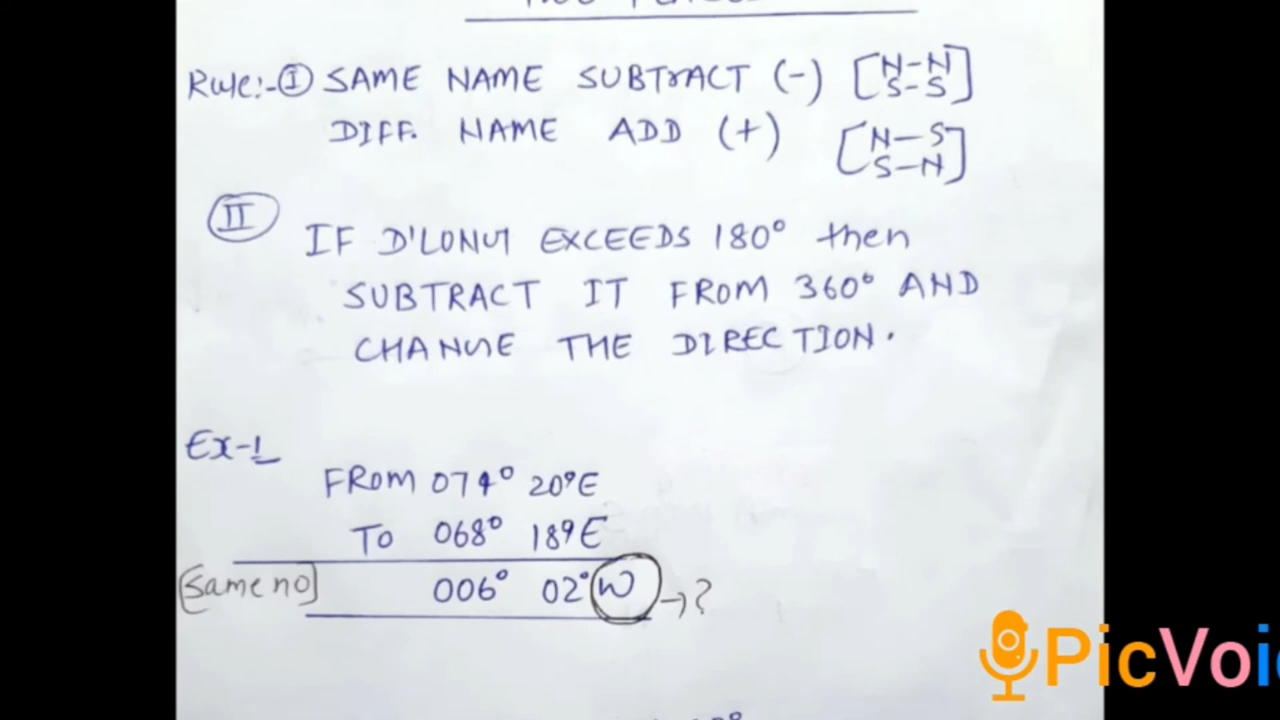 Rule:- I SAME NAME SUBTRACT (-) [N-N
S-S]
DIFF. NAME ADD (+) [N-S
S-N]
II
IF D'LONG EXCEEDS 180° then
SUBTRACT IT FROM 360° AND
CHANGE THE DIRECTION.
Ex-1
FROM 074° 20°E
TO 068° 18°E
[Same no] 006° 02° W → ?
PicVoi